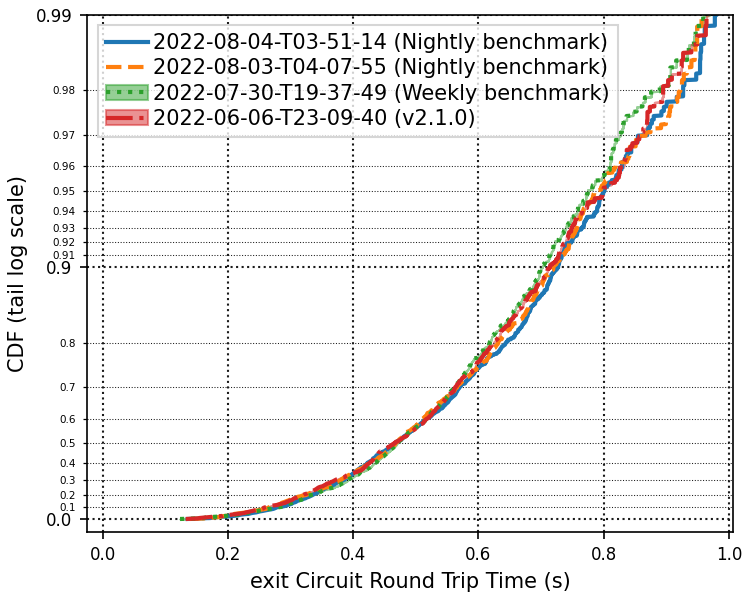 0.99
2022-08-04-T03-51-14 (Nightly benchmark)
2022-08-03-T04-07-55 (Nightly benchmark)
2022-07-30-T19-37-49 (Weekly benchmark)
2022-06-06-T23-09-40 (v2.1.0)
0.98
0.97
0.96
0.95
0.94
0.93
0.92
0.91
0.9
0.8
0.7
0.6
0.5
0.4
0.3
0.2
0.1
0.0
CDF (tail log scale)
0.0 0.2 0.4 0.6 0.8 1.0
exit Circuit Round Trip Time (s)